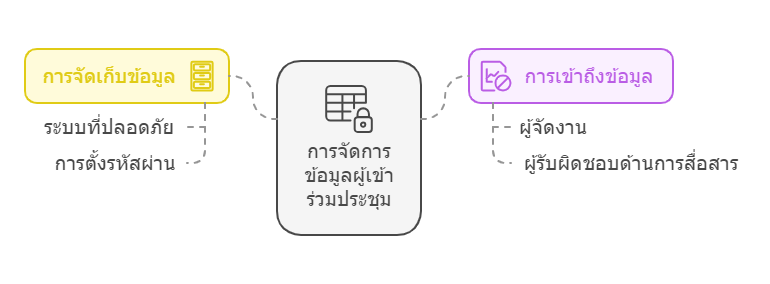 การจัดเก็บข้อมูล
ระบบที่ปลอดภัย
การตั้งรหัสผ่าน
การจัดการ
ข้อมูลผู้เข้า
ร่วมประชุม
การเข้าถึงข้อมูล
ผู้จัดงาน
ผู้รับผิดชอบด้านการสื่อสาร